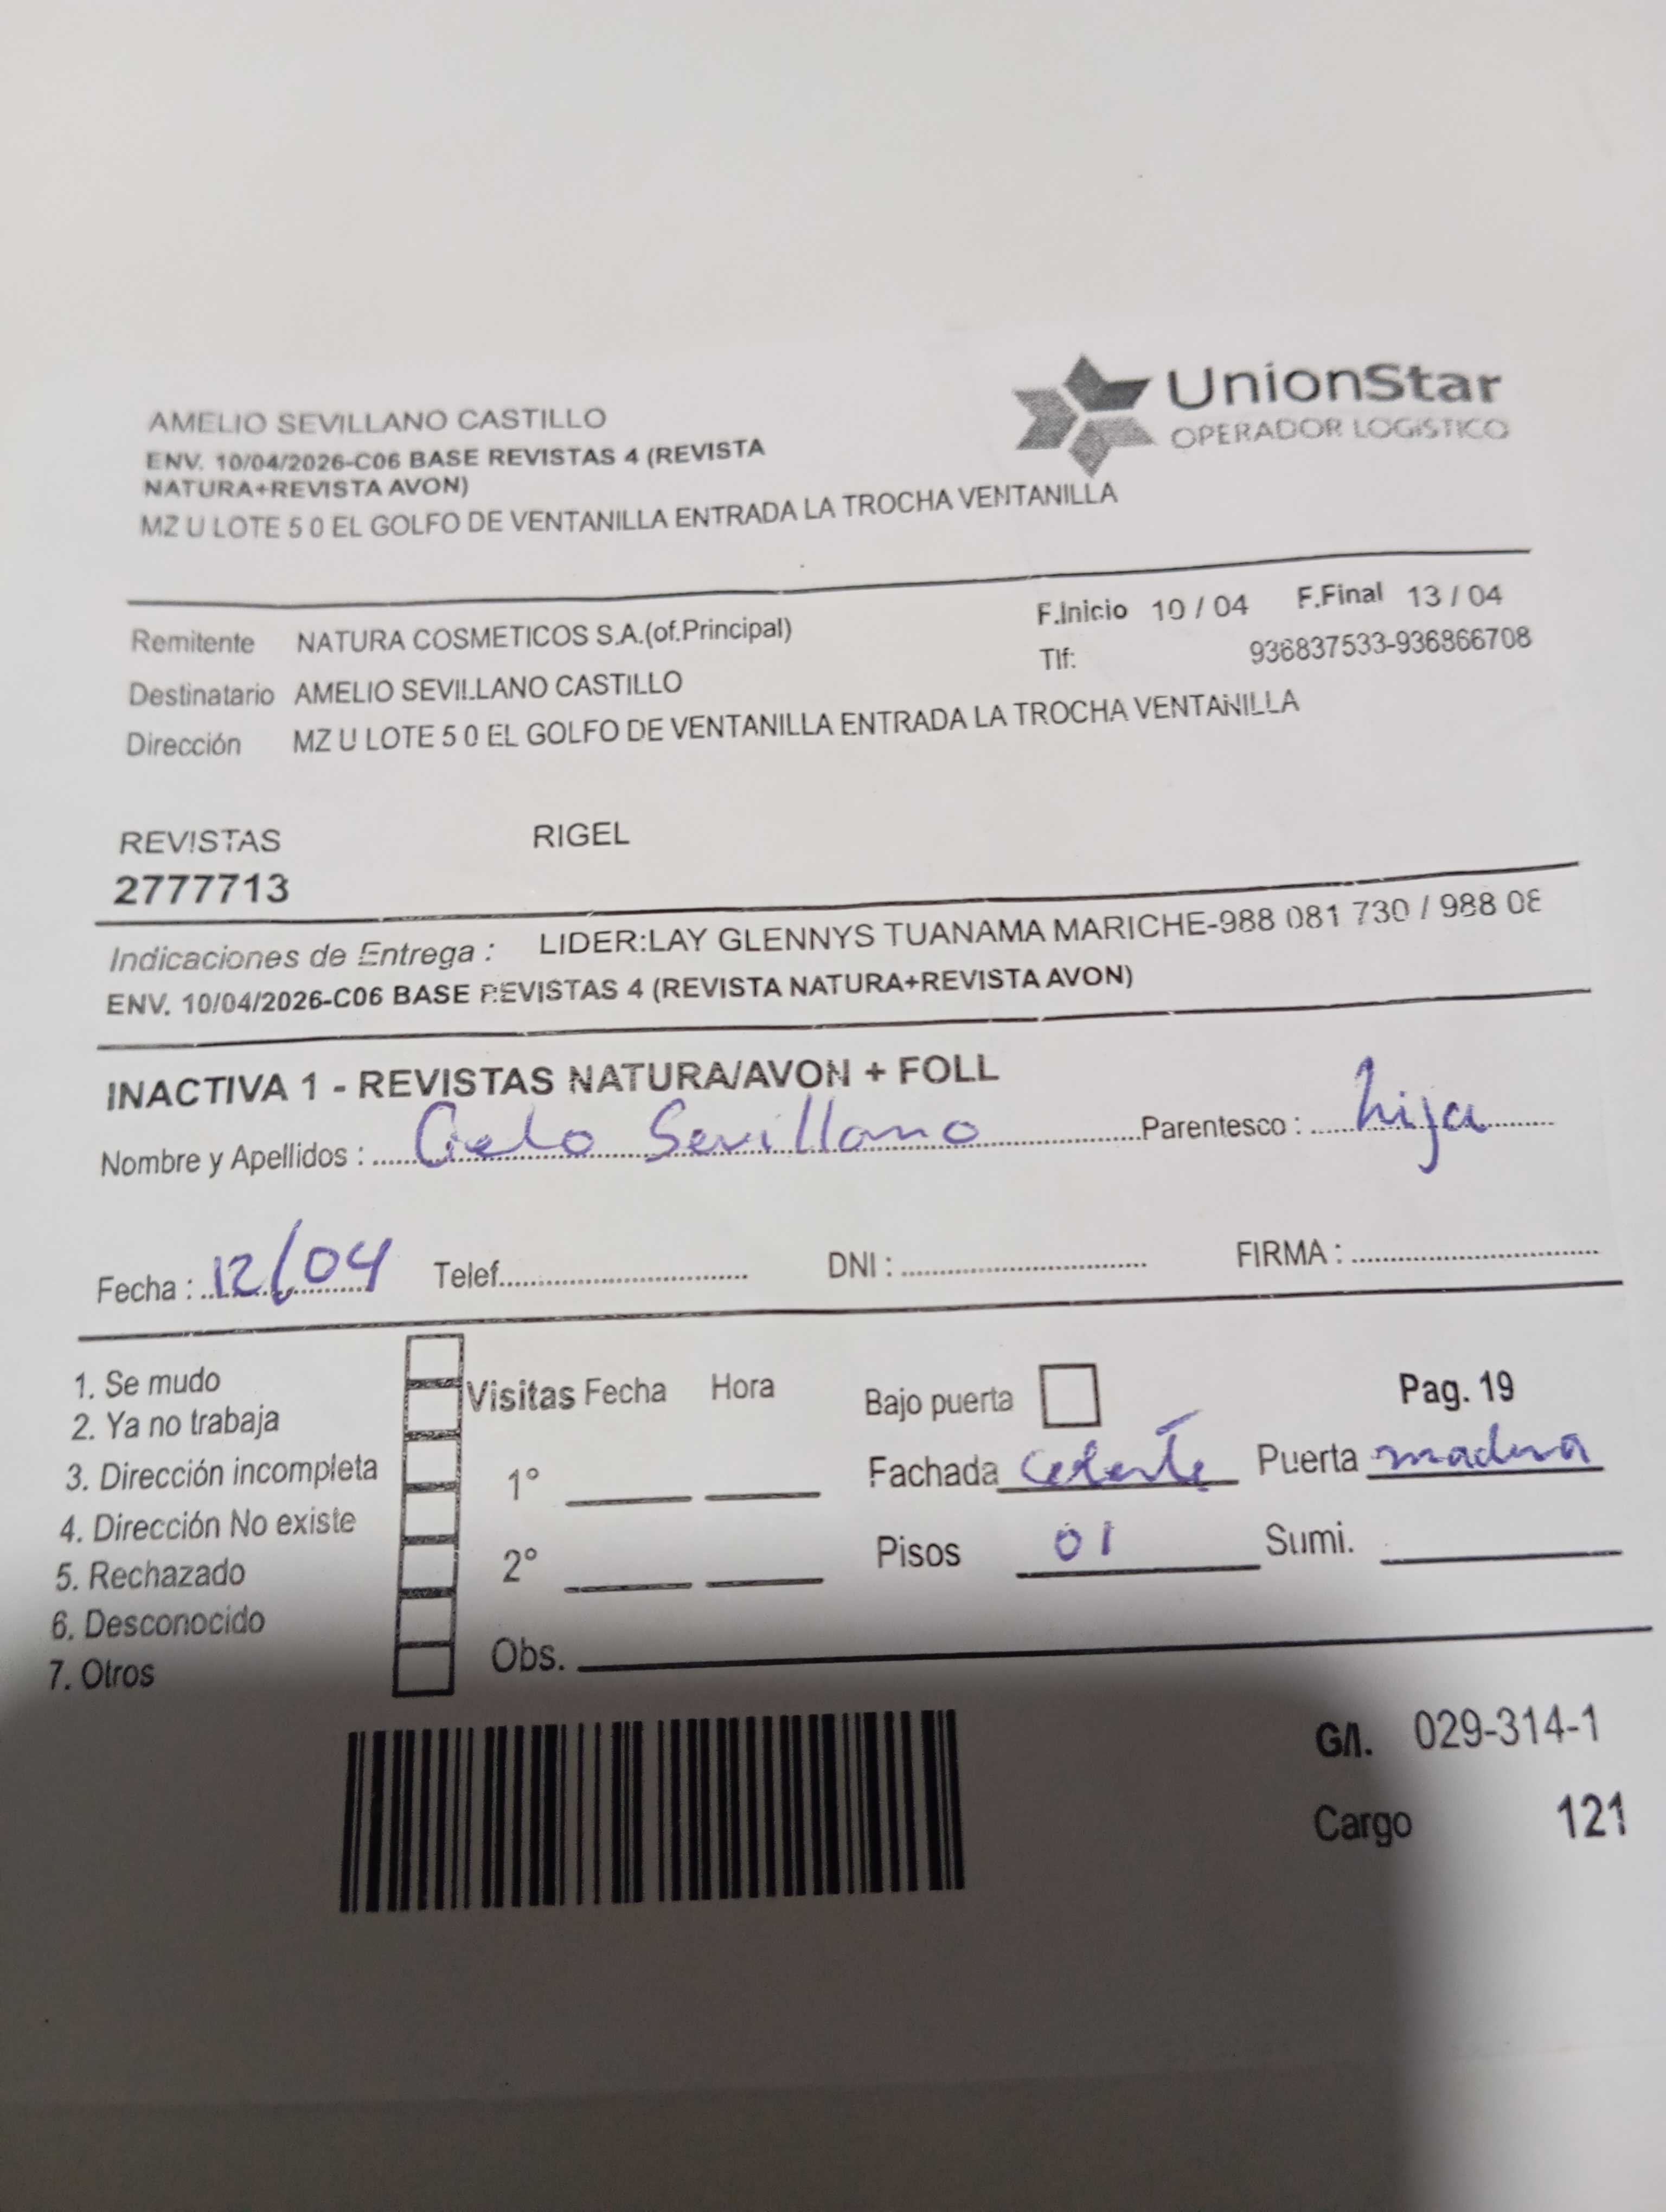 UnionStar
OPERADOR LOGISTICO
AMELIO SEVILLANO CASTILLO
ENV. 10/04/2026-C06 BASE REVISTAS 4 (REVISTA
NATURA+REVISTA AVON)
MZ U LOTE 5 0 EL GOLFO DE VENTANILLA ENTRADA LA TROCHA VENTANILLA
Remitente NATURA COSMETICOS S.A.(of.Principal) F.Inicio 10 / 04 F.Final 13 / 04
Destinatario AMELIO SEVILLANO CASTILLO Tlf: 936837533-936866708
Dirección MZ U LOTE 5 0 EL GOLFO DE VENTANILLA ENTRADA LA TROCHA VENTANILLA
REVISTAS RIGEL
2777713
Indicaciones de Entrega : LIDER:LAY GLENNYS TUANAMA MARICHE-988 081 730 / 988 08
ENV. 10/04/2026-C06 BASE REVISTAS 4 (REVISTA NATURA+REVISTA AVON)
INACTIVA 1 - REVISTAS NATURA/AVON + FOLL
Nombre y Apellidos : Cielo Sevillano Parentesco : hija
Fecha : 12/04 Telef. DNI : FIRMA :
1. Se mudo
2. Ya no trabaja
3. Dirección incompleta
4. Dirección No existe
5. Rechazado
6. Desconocido
7. Otros
Visitas Fecha Hora
1°
2°
Obs.
Bajo puerta Pag. 19
Fachada celeste Puerta madera
Pisos 01 Sumi.
G/I. 029-314-1
Cargo 121